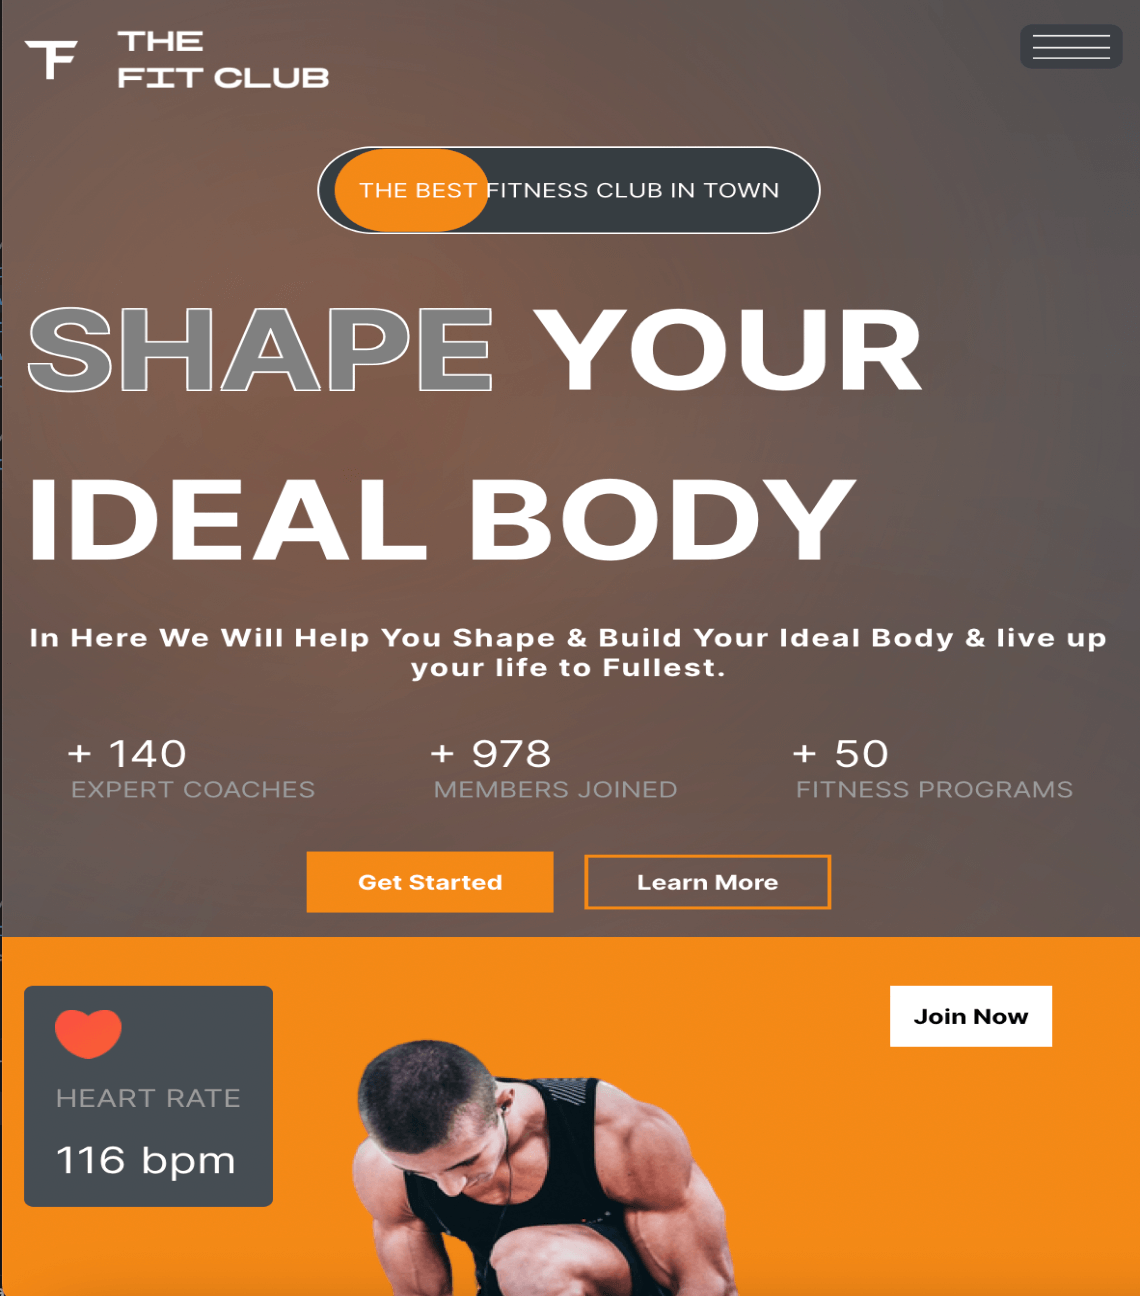 THE
FIT CLUB
THE BEST FITNESS CLUB IN TOWN
SHAPE YOUR
IDEAL BODY
In Here We Will Help You Shape & Build Your Ideal Body & live up
your life to Fullest.
+ 140
EXPERT COACHES
+ 978
MEMBERS JOINED
+ 50
FITNESS PROGRAMS
Get Started
Learn More
Join Now
HEART RATE
116 bpm